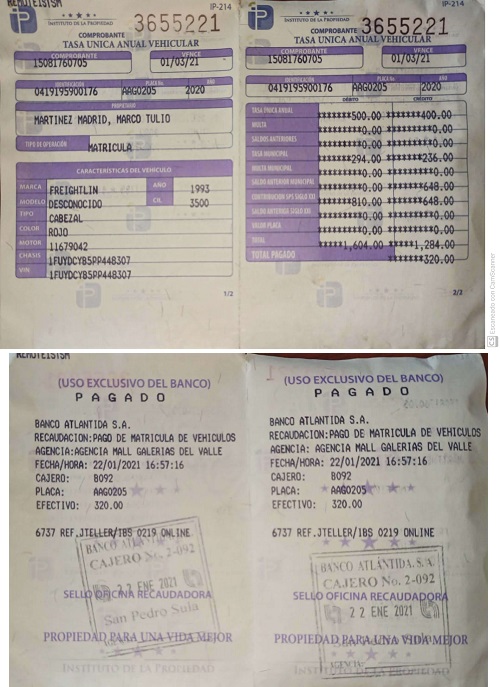 IP-214
INSTITUTO DE LA PROPIEDAD
COMPROBANTE 3655221
TASA UNICA ANUAL VEHICULAR
COMPROBANTE VENCE
15081760705 01/03/21
IDENTIFICACIÓN PLACA No. AÑO
0419195900176 AAG0205 2020
PROPIETARIO
MARTINEZ MADRID, MARCO TULIO
TIPO DE OPERACIÓN MATRICULA
CARACTERISTICAS DEL VEHICULO
MARCA FREIGHTLIN AÑO 1993
MODELO DESCONOCIDO CX. 3500
TIPO CABEZAL
COLOR ROJO
MOTOR 11679042
CHASIS 1FUYDCYB5PP448307
VIN 1FUYDCYB5PP448307
1/2
IP-214
INSTITUTO DE LA PROPIEDAD
COMPROBANTE 3655221
TASA UNICA ANUAL VEHICULAR
COMPROBANTE VENCE
15081760705 01/03/21
IDENTIFICACIÓN PLACA No. AÑO
0419195900176 AAG0205 2020
DÉBITO CRÉDITO
TASA ÚNICA ANUAL ******500.00 ******400.00
MULTA ********0.00 ********0.00
SALDOS ANTERIORES ********0.00 ********0.00
TASA MUNICIPAL ******294.00 ******236.00
MULTA MUNICIPAL ********0.00 ********0.00
SALDO ANTERIOR MUNICIPAL ********0.00 ******648.00
CONTRIBUCIÓN SPS SIGLO XXI ******810.00 ******648.00
SALDO ANTERIOR SIGLO XXI ********0.00 ********0.00
VALOR PLACA ********0.00 ********0.00
TOTAL ****1,604.00 ****1,284.00
TOTAL PAGADO ******320.00
2/2
CS Escaneado con CamScanner
(USO EXCLUSIVO DEL BANCO)
PAGADO
BANCO ATLANTIDA S.A.
RECAUDACION:PAGO DE MATRICULA DE VEHICULOS
AGENCIA:AGENCIA MALL GALERIAS DEL VALLE
FECHA/HORA: 22/01/2021 16:57:16
CAJERO: B092
PLACA: AAG0205
EFECTIVO: 320.00
6737 REF.JTELLER/IBS 0219 ONLINE
BANCO ATLÁNTIDA
CAJERO No. 2-092
22 ENE 2021
SELLO OFICINA RECAUDADORA
San Pedro Sula
PROPIEDAD PARA UNA VIDA MEJOR
INSTITUTO DE LA PROPIEDAD
(USO EXCLUSIVO DEL BANCO)
PAGADO
BANCO ATLANTIDA S.A.
RECAUDACION:PAGO DE MATRICULA DE VEHICULOS
AGENCIA: AGENCIA MALL GALERIAS DEL VALLE
FECHA/HORA: 22/01/2021 16:57:16
CAJERO: B092
PLACA: AAG0205
EFECTIVO: 320.00
6737 REF.JTELLER/IBS 0219 ONLINE
BANCO ATLÁNTIDA, S.A.
CAJERO No. 2-092
SELLO OFICINA RECAUDADORA
22 ENE 2021
PROPIEDAD PARA UNA VIDA MEJOR
AGENCIA:
INSTITUTO DE LA PROPIEDAD